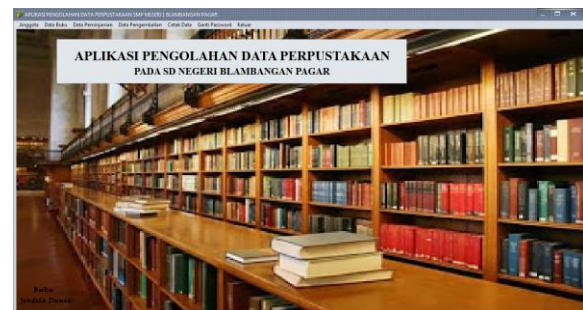 APLIKASI PENGOLAHAN DATA PERPUSTAKAAN SMP NEGERI 1 BLAMBANGAN PAGAR
Anggota Data Buku Data Peminjaman Data Pengembalian Cetak Data Ganti Password Keluar
APLIKASI PENGOLAHAN DATA PERPUSTAKAAN
PADA SD NEGERI BLAMBANGAN PAGAR
Buku
Jendela Dunia